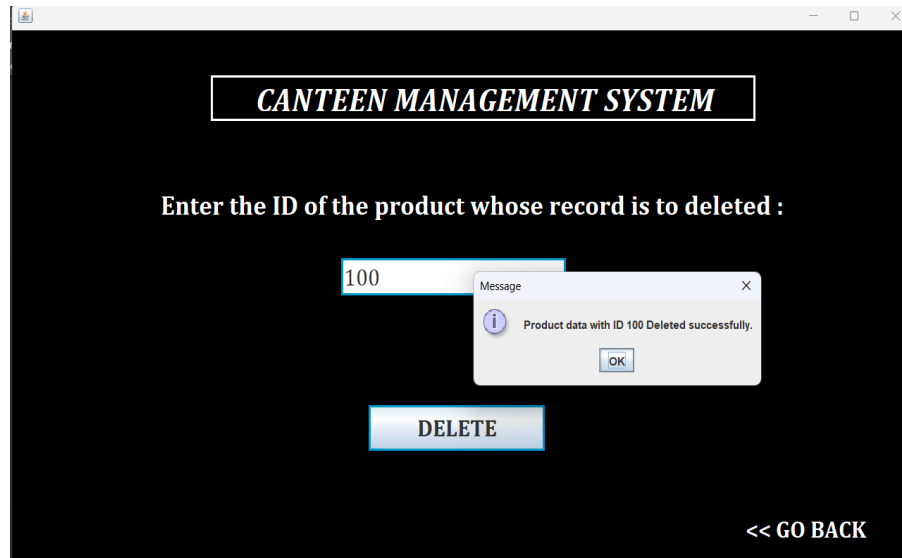 CANTEEN MANAGEMENT SYSTEM
Enter the ID of the product whose record is to deleted :
100
Message
Product data with ID 100 Deleted successfully.
OK
DELETE
<< GO BACK